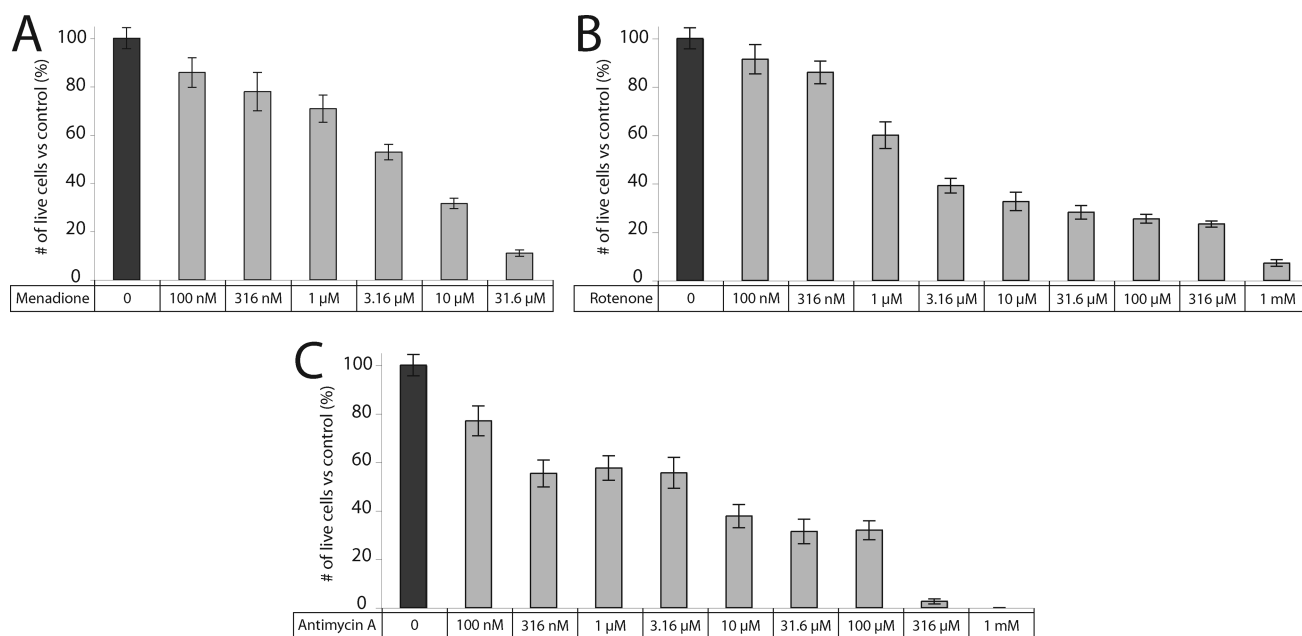 A
# of live cells vs control (%)
100
80
60
40
20
0
Menadione 0 100 nM 316 nM 1 µM 3.16 µM 10 µM 31.6 µM
B
# of live cells vs control (%)
100
80
60
40
20
0
Rotenone 0 100 nM 316 nM 1 µM 3.16 µM 10 µM 31.6 µM 100 µM 316 µM 1 mM
C
# of live cells vs control (%)
100
80
60
40
20
0
Antimycin A 0 100 nM 316 nM 1 µM 3.16 µM 10 µM 31.6 µM 100 µM 316 µM 1 mM